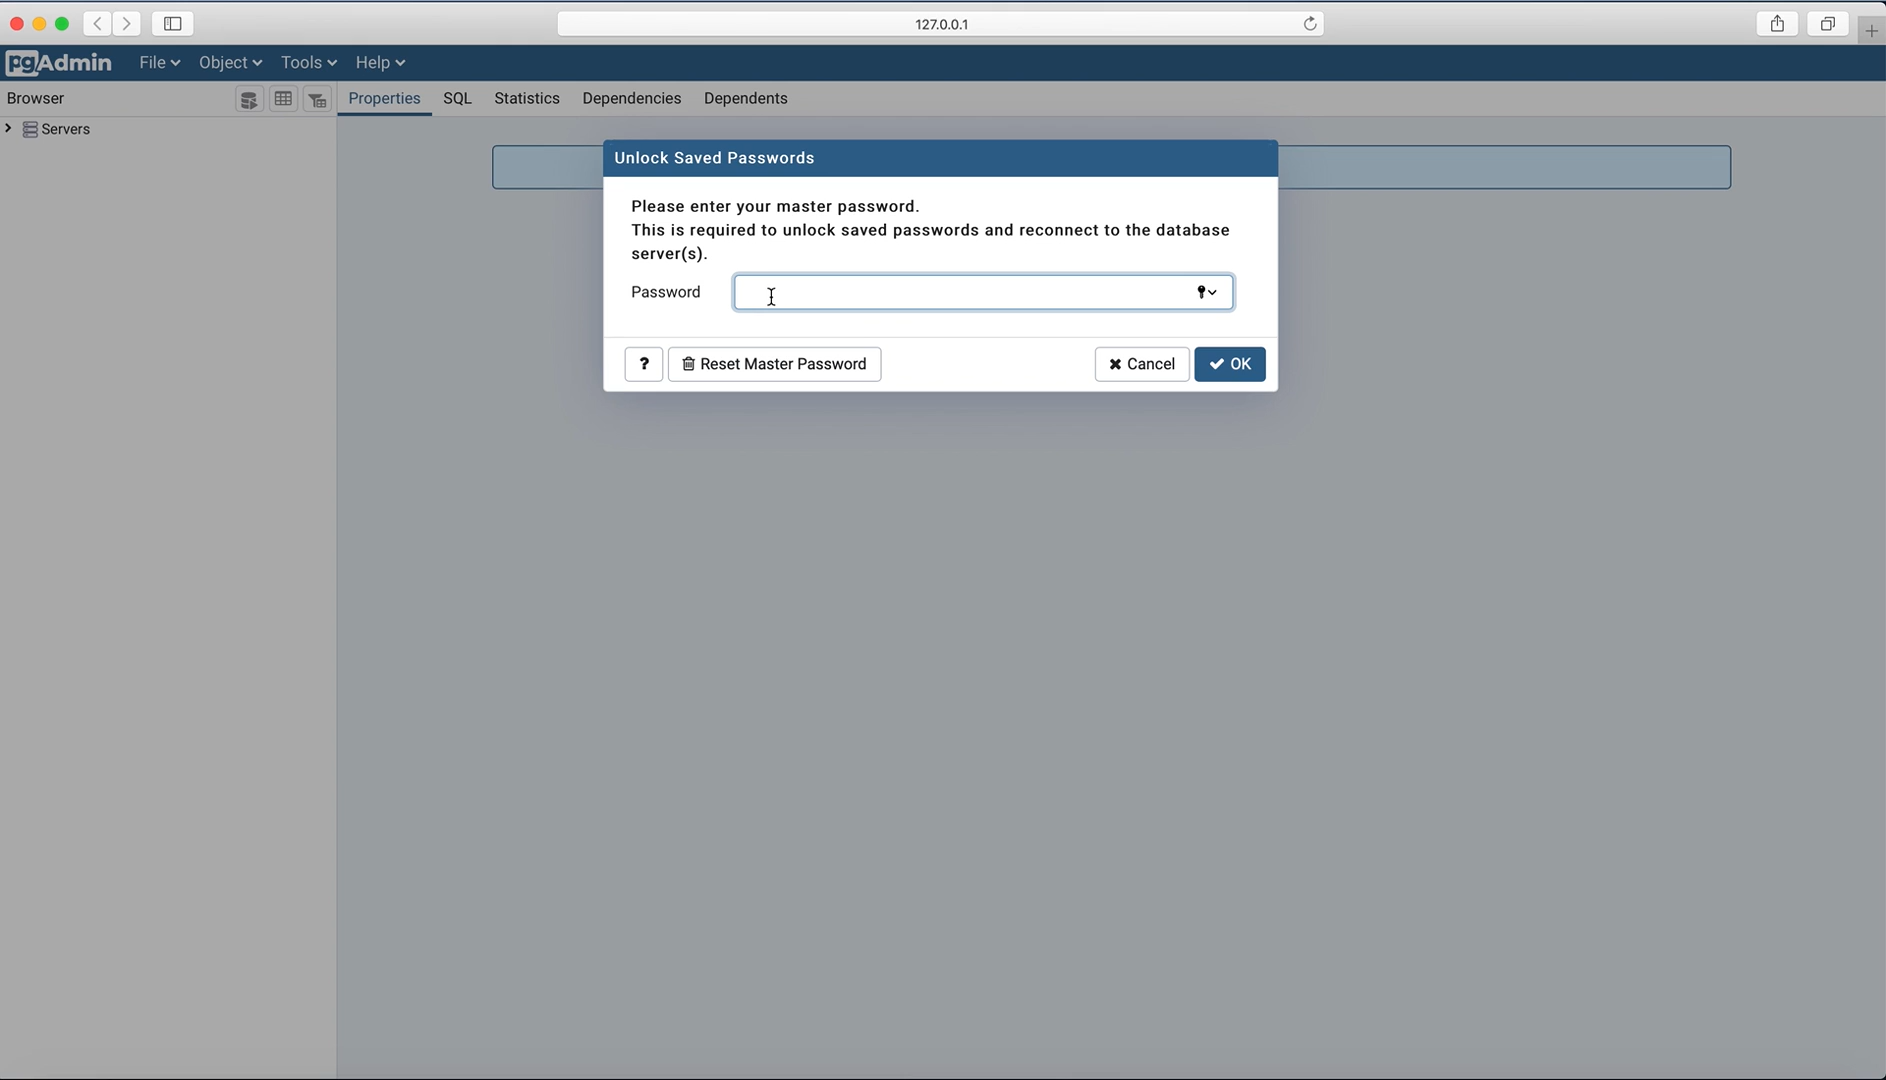 127.0.0.1
pgAdmin File Object Tools Help
Browser Properties SQL Statistics Dependencies Dependents
Servers
Unlock Saved Passwords
Please enter your master password.
This is required to unlock saved passwords and reconnect to the database
server(s).
Password
? Reset Master Password Cancel OK